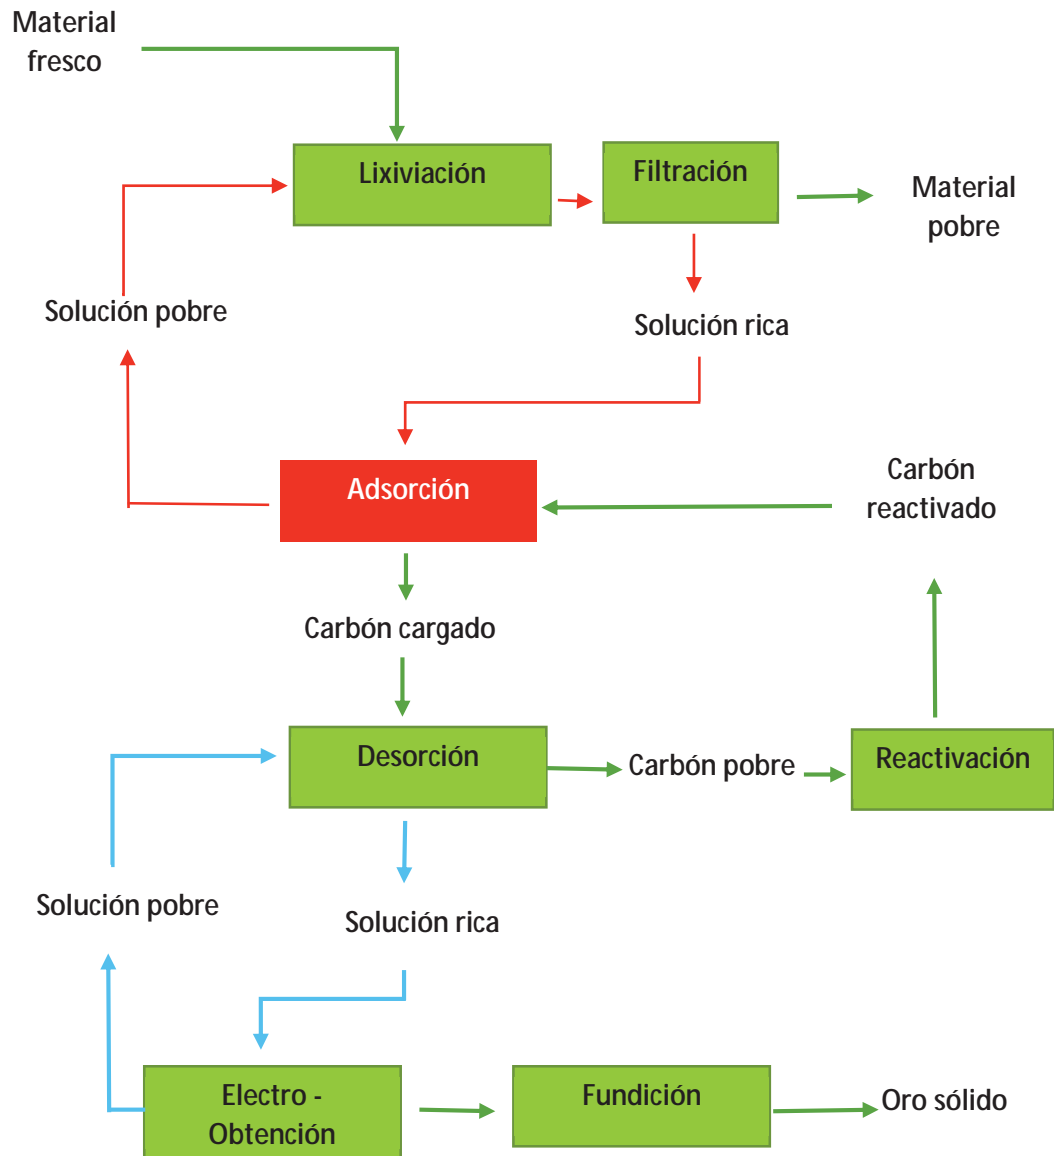 Material
fresco
Lixiviación
Filtración
Material
pobre
Solución pobre
Solución rica
Adsorción
Carbón
reactivado
Carbón cargado
Desorción
Carbón pobre
Reactivación
Solución pobre
Solución rica
Electro -
Obtención
Fundición
Oro sólido